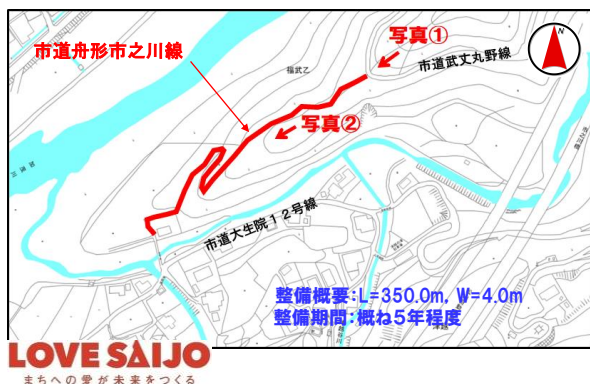 写真①
市道武丈丸野線
N
市道舟形市之川線
福武乙
写真②
市道大生院12号線
整備概要:L=350.0m, W=4.0m
整備期間:概ね5年程度
LOVE SAIJO
まちへの愛が未来をつくる